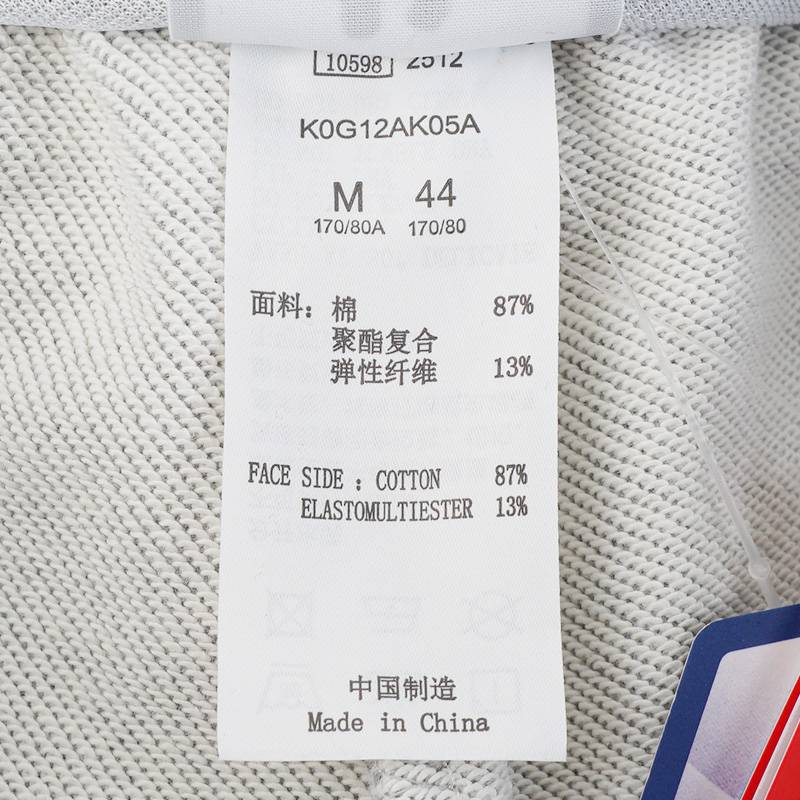 10598 2512
K0G12AK05A
M 44
170/80A 170/80
面料：棉 87%
聚酯复合
弹性纤维 13%
FACE SIDE : COTTON 87%
ELASTOMULTIESTER 13%
中国制造
Made in China